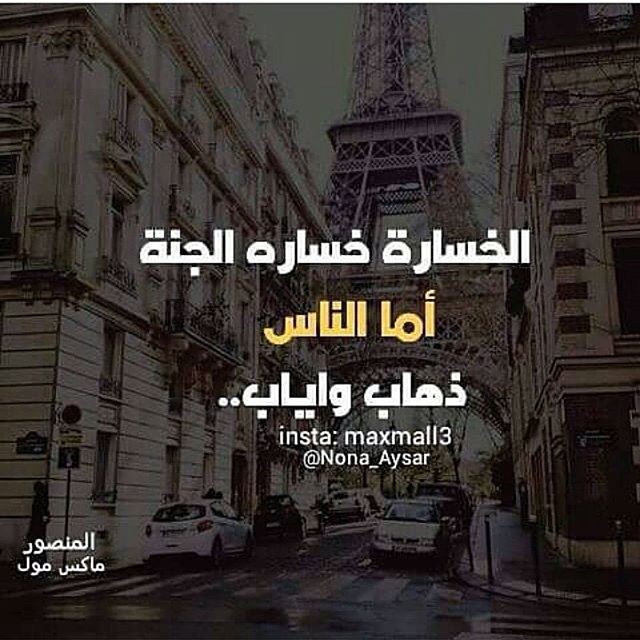 الخسارة خساره الجنة
أما الناس
ذهاب واياب..
insta: maxmall3
@Nona_Aysar
المنصور
ماكس مول